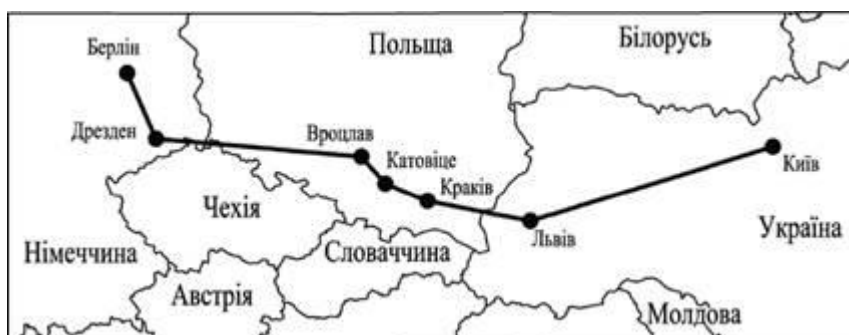 Берлін
Польща
Білорусь
Дрезден
Вроцлав
Катовіце
Київ
Краків
Чехія
Львів
Україна
Німеччина
Словаччина
Австрія
Молдова